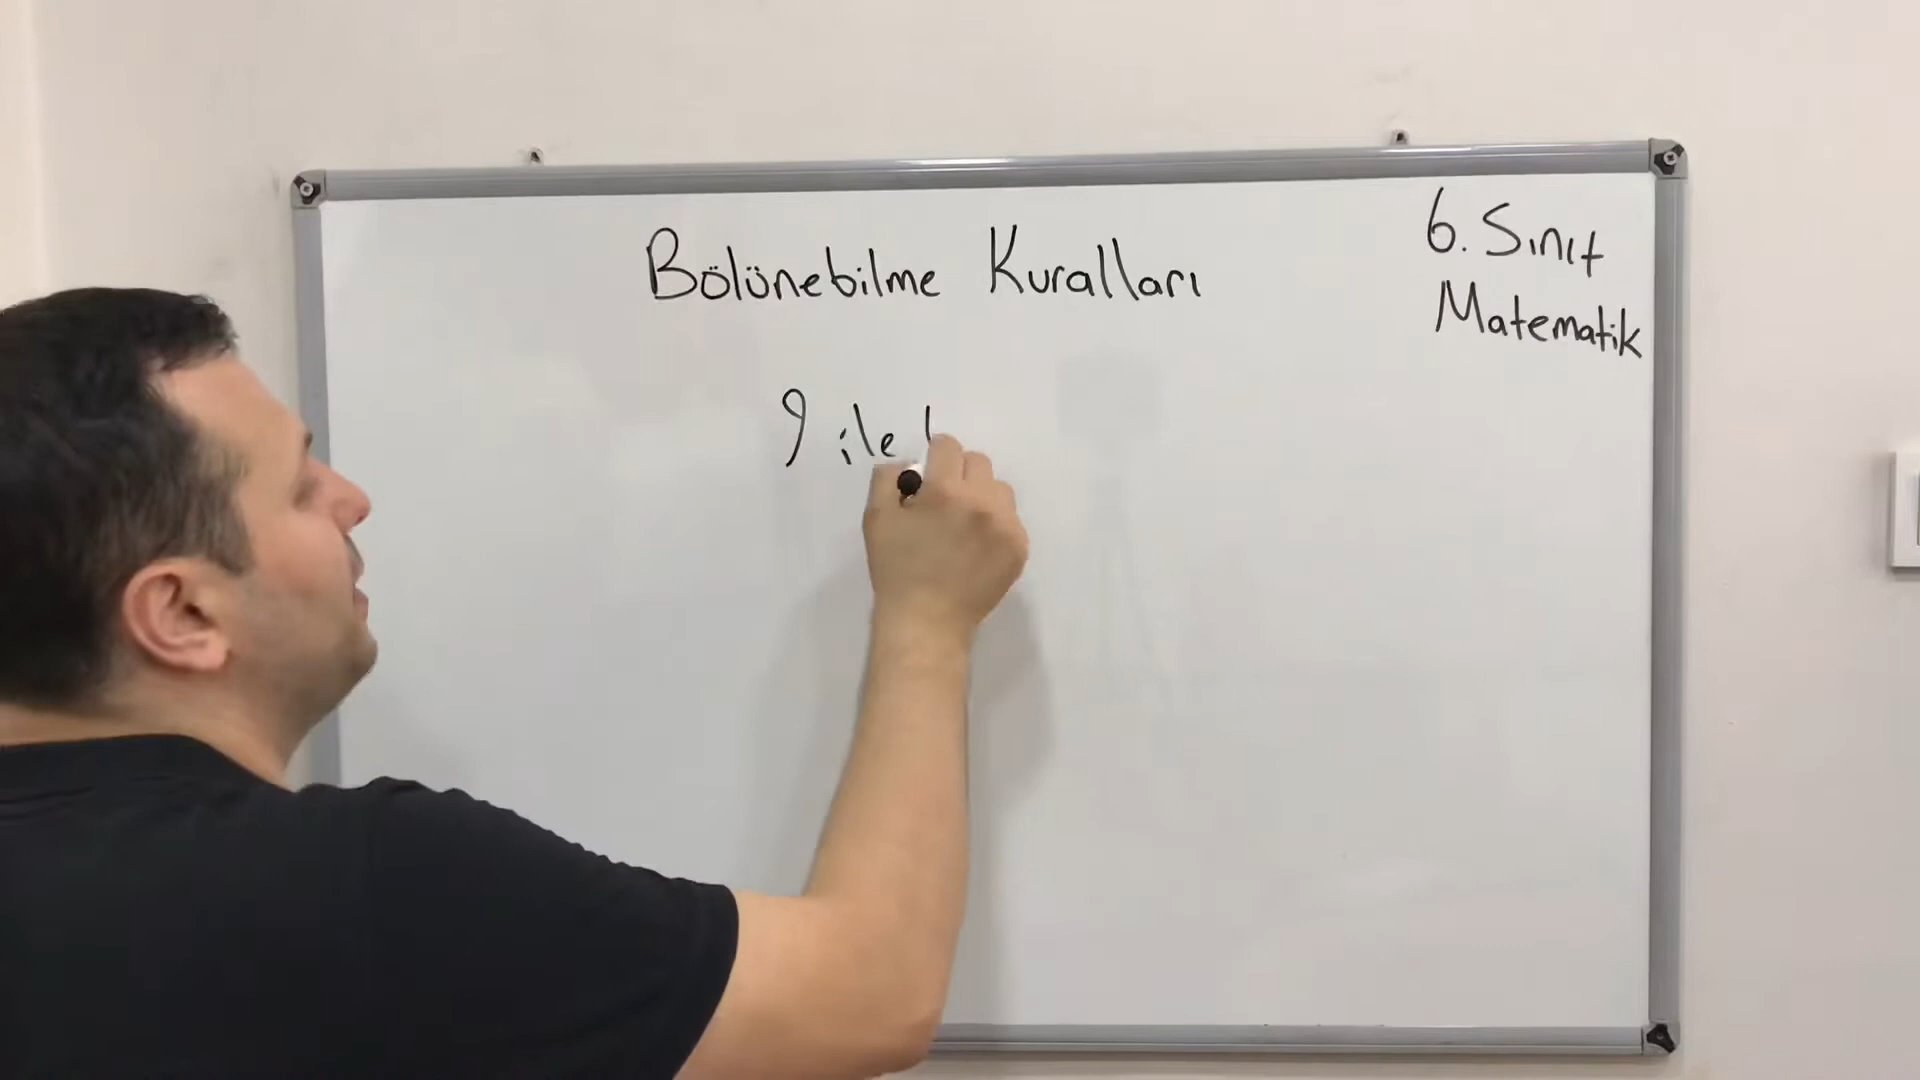 Bölünebilme Kuralları
6. Sınıf
Matematik
9 ile